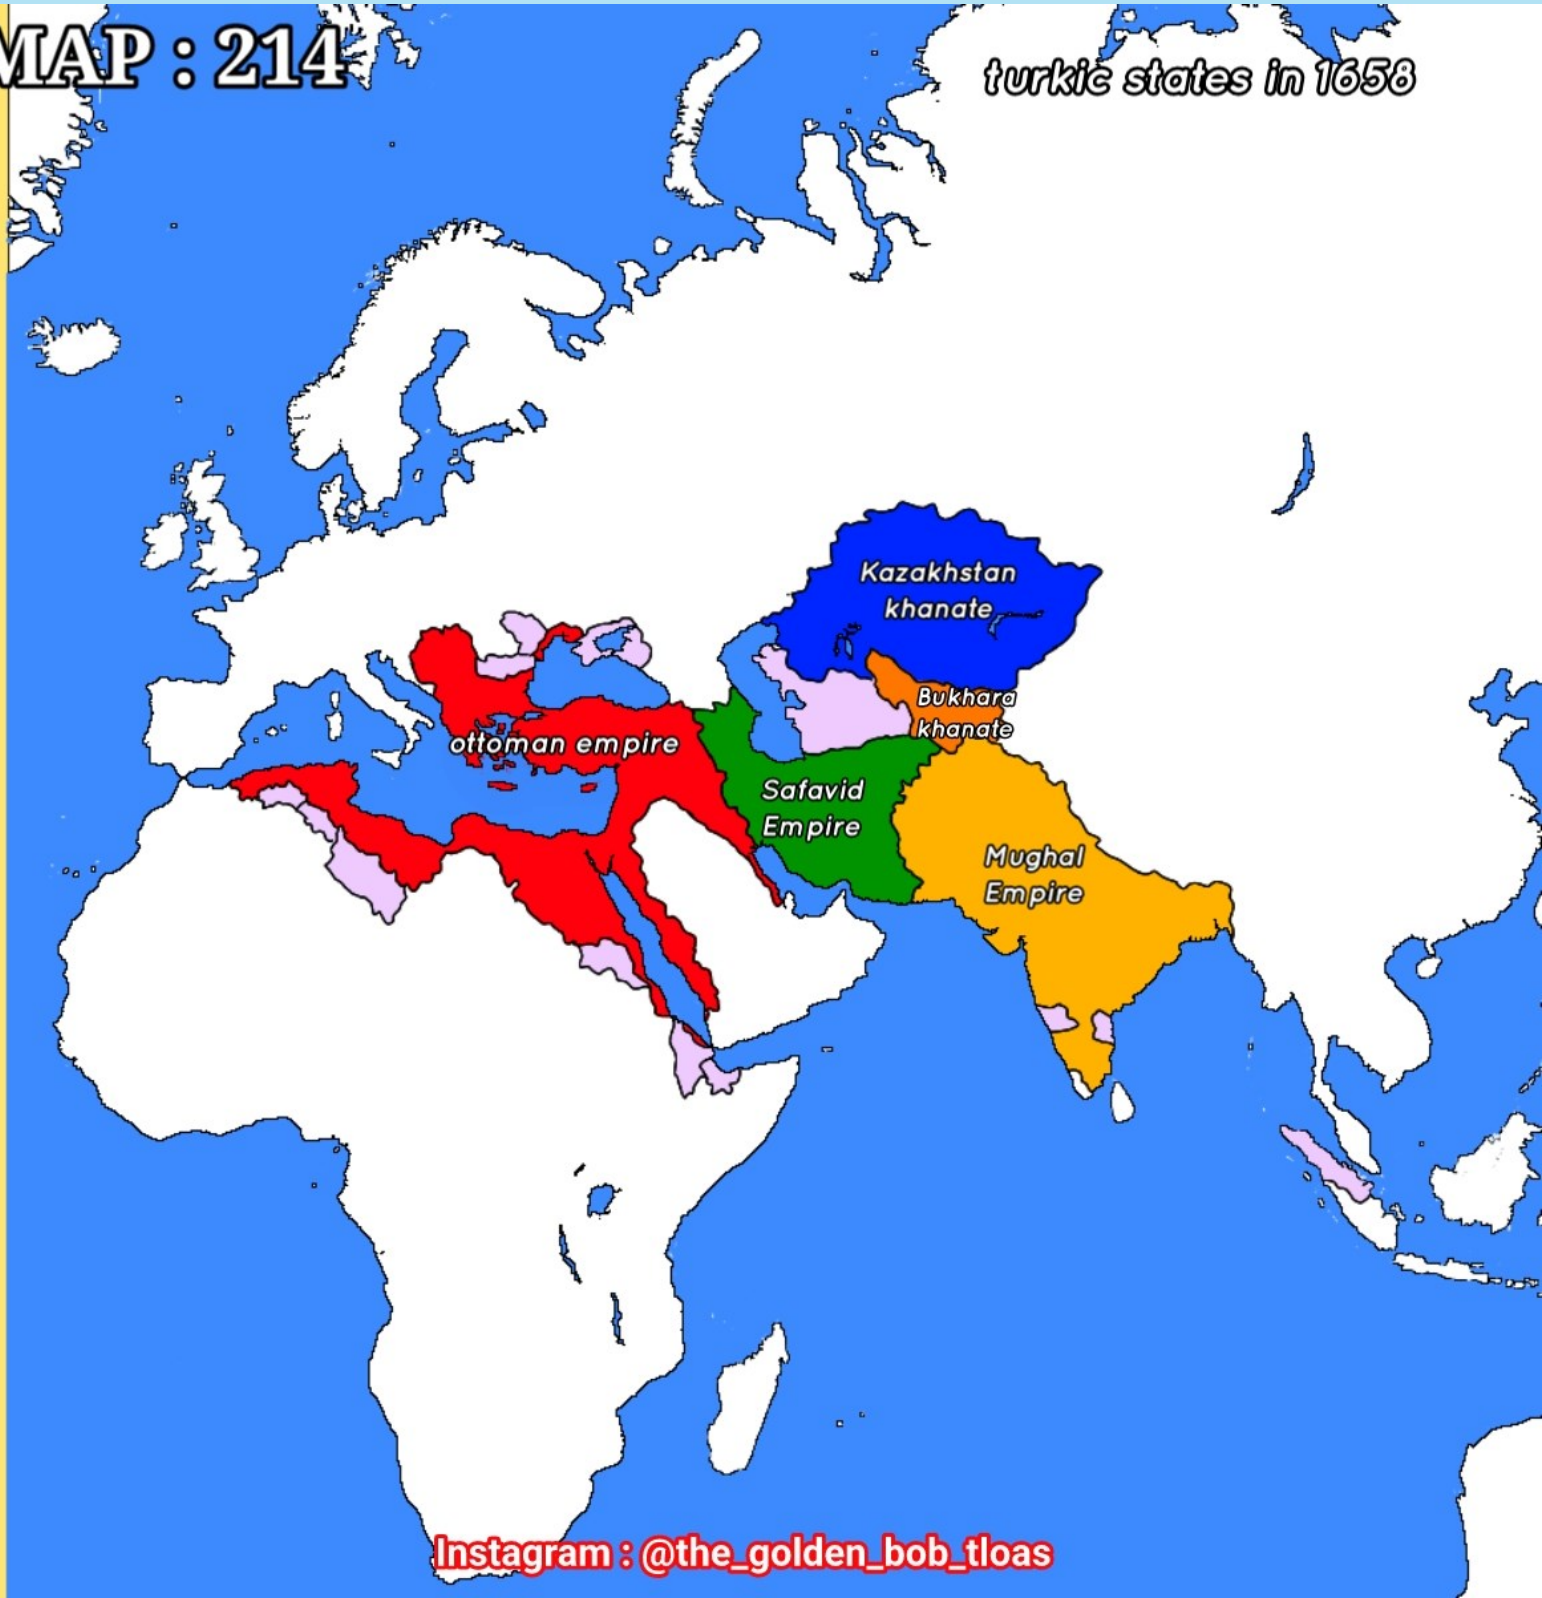 MAP : 214
turkic states in 1658
Kazakhstan
khanate
Bukhara
khanate
ottoman empire
Safavid
Empire
Mughal
Empire
Instagram : @the_golden_bob_tloas